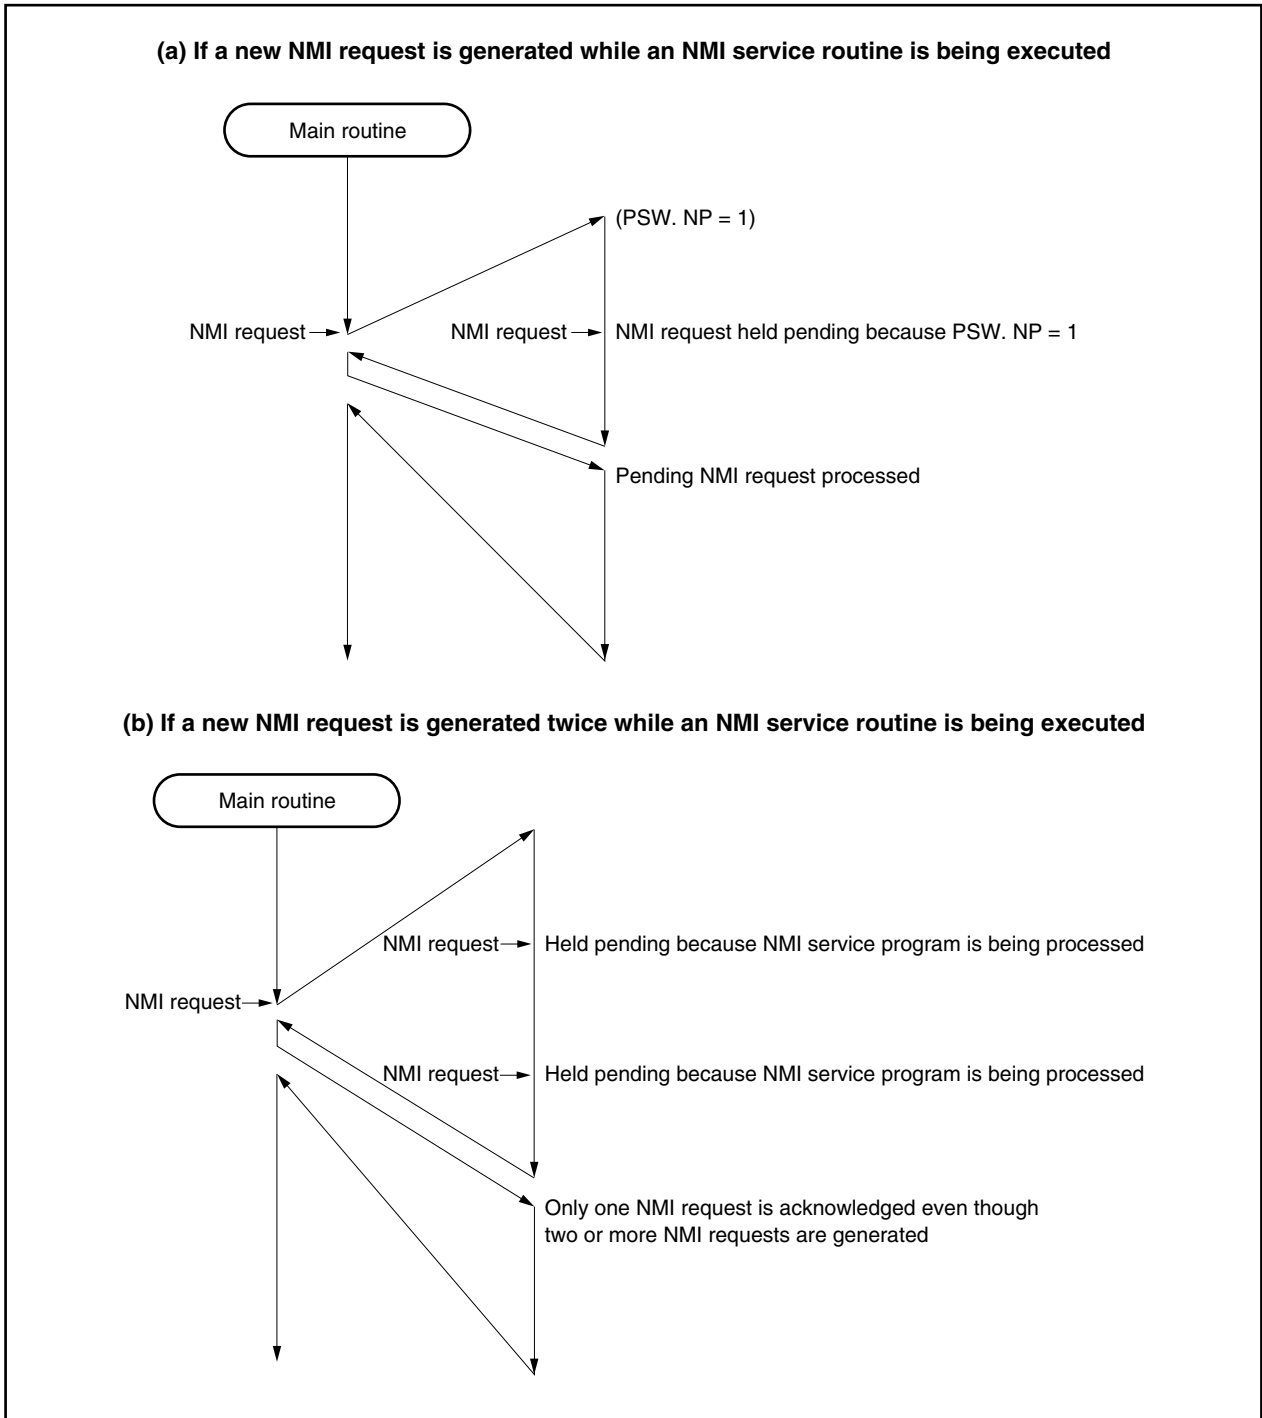 (a) If a new NMI request is generated while an NMI service routine is being executed
Main routine
(PSW. NP = 1)
NMI request
NMI request
NMI request held pending because PSW. NP = 1
Pending NMI request processed
(b) If a new NMI request is generated twice while an NMI service routine is being executed
Main routine
NMI request
Held pending because NMI service program is being processed
NMI request
NMI request
Held pending because NMI service program is being processed
Only one NMI request is acknowledged even though
two or more NMI requests are generated